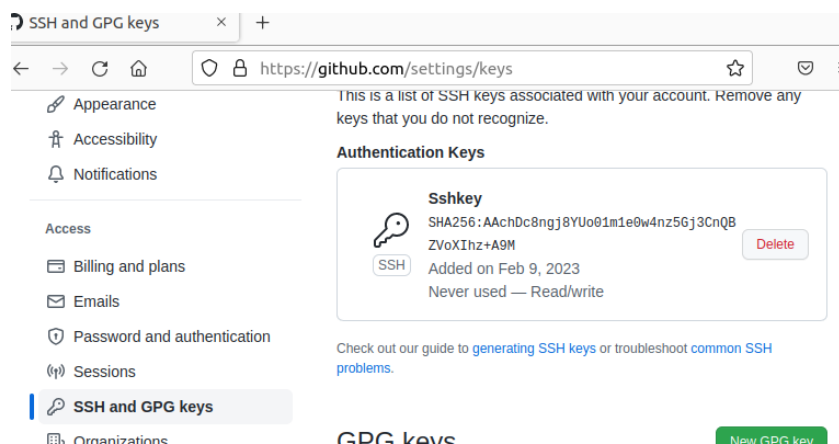 SSH and GPG keys
https://github.com/settings/keys
Appearance
Accessibility
Notifications
Access
Billing and plans
Emails
Password and authentication
Sessions
SSH and GPG keys
Organizations
This is a list of SSH keys associated with your account. Remove any
keys that you do not recognize.
Authentication Keys
Sshkey
SHA256:AAchDc8ngj8YUo01m1e0w4nz5Gj3CnQB
ZVoXIhz+A9M
SSH
Added on Feb 9, 2023
Never used — Read/write
Delete
Check out our guide to generating SSH keys or troubleshoot common SSH
problems.
GPG keys
New GPG key